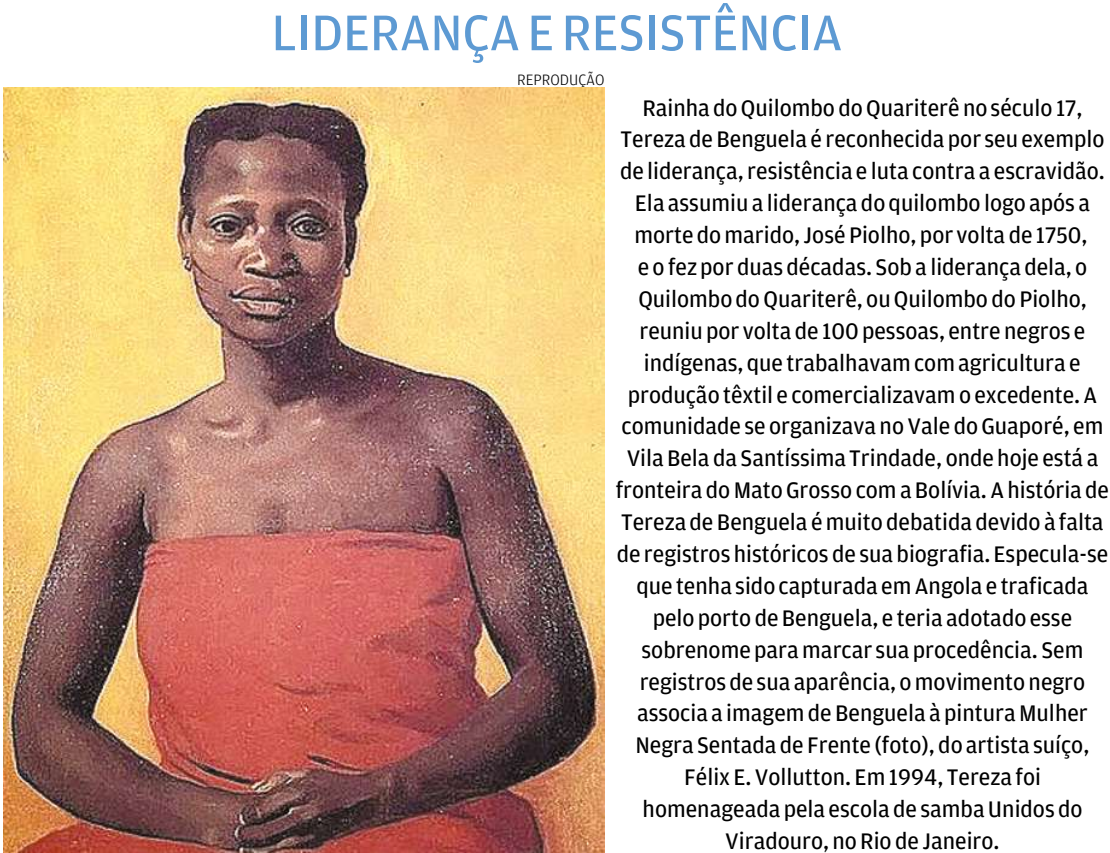 LIDERANÇA E RESISTÊNCIA
REPRODUÇÃO
Rainha do Quilombo do Quariterê no século 17,
Tereza de Benguela é reconhecida por seu exemplo
de liderança, resistência e luta contra a escravidão.
Ela assumiu a liderança do quilombo logo após a
morte do marido, José Piolho, por volta de 1750,
e o fez por duas décadas. Sob a liderança dela, o
Quilombo do Quariterê, ou Quilombo do Piolho,
reuniu por volta de 100 pessoas, entre negros e
indígenas, que trabalhavam com agricultura e
produção têxtil e comercializavam o excedente. A
comunidade se organizava no Vale do Guaporé, em
Vila Bela da Santíssima Trindade, onde hoje está a
fronteira do Mato Grosso com a Bolívia. A história de
Tereza de Benguela é muito debatida devido à falta
de registros históricos de sua biografia. Especula-se
que tenha sido capturada em Angola e traficada
pelo porto de Benguela, e teria adotado esse
sobrenome para marcar sua procedência. Sem
registros de sua aparência, o movimento negro
associa a imagem de Benguela à pintura Mulher
Negra Sentada de Frente (foto), do artista suíço,
Félix E. Vollutton. Em 1994, Tereza foi
homenageada pela escola de samba Unidos do
Viradouro, no Rio de Janeiro.